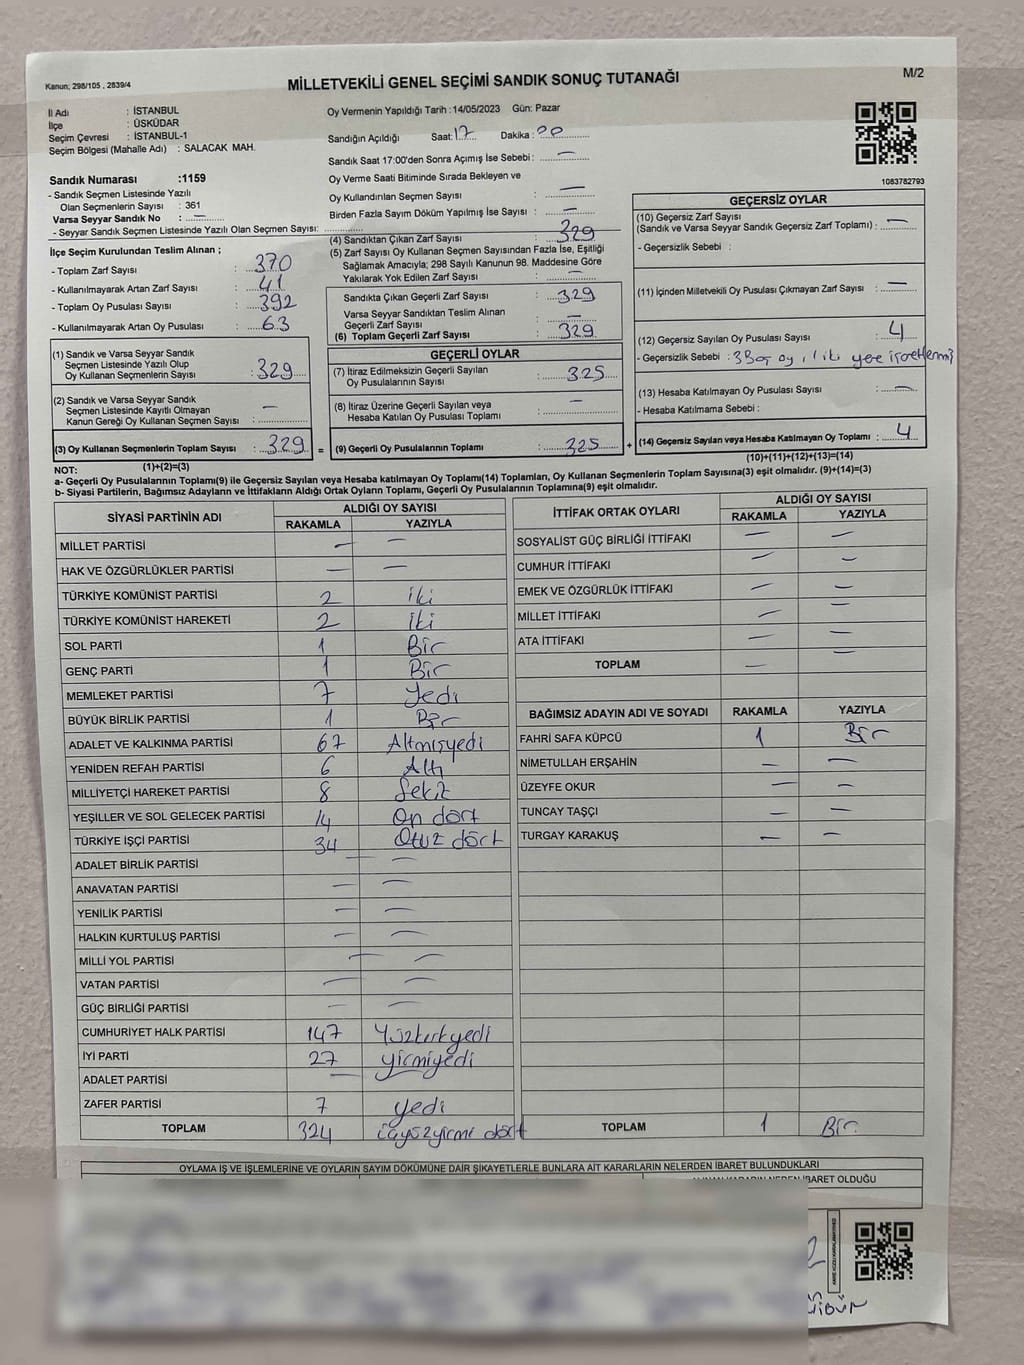 Kanun; 298/105 , 2839/4
MİLLETVEKİLİ GENEL SEÇİMİ SANDIK SONUÇ TUTANAĞI
M/2
İl Adı : İSTANBUL
İlçe : ÜSKÜDAR
Seçim Çevresi : İSTANBUL-1
Seçim Bölgesi (Mahalle Adı) : SALACAK MAH.
Oy Vermenin Yapıldığı Tarih : 14/05/2023 Gün: Pazar
Sandığın Açıldığı Saat: 17 Dakika : 00
Sandık Saat 17:00'den Sonra Açımış İse Sebebi : —
Oy Verme Saati Bitiminde Sırada Bekleyen ve
Oy Kullandırılan Seçmen Sayısı : —
Birden Fazla Sayım Döküm Yapılmış İse Sayısı : —
Sandık Numarası :1159
- Sandık Seçmen Listesinde Yazılı
Olan Seçmenlerin Sayısı : 361
Varsa Seyyar Sandık No : —
- Seyyar Sandık Seçmen Listesinde Yazılı Olan Seçmen Sayısı:
1083782793
İlçe Seçim Kurulundan Teslim Alınan ;
- Toplam Zarf Sayısı : 370
- Kullanılmayarak Artan Zarf Sayısı : 41
- Toplam Oy Pusulası Sayısı : 392
- Kullanılmayarak Artan Oy Pusulası : 63
(1) Sandık ve Varsa Seyyar Sandık
Seçmen Listesinde Yazılı Olup
Oy Kullanan Seçmenlerin Sayısı : 329
(2) Sandık ve Varsa Seyyar Sandık
Seçmen Listesinde Kayıtlı Olmayan
Kanun Gereği Oy Kullanan Seçmen Sayısı : —
(3) Oy Kullanan Seçmenlerin Toplam Sayısı : 329
(1)+(2)=(3)
(4) Sandıktan Çıkan Zarf Sayısı : 329
(5) Zarf Sayısı Oy Kullanan Seçmen Sayısından Fazla İse, Eşitliği
Sağlamak Amacıyla; 298 Sayılı Kanunun 98. Maddesine Göre
Yakılarak Yok Edilen Zarf Sayısı : —
Sandıkta Çıkan Geçerli Zarf Sayısı : 329
Varsa Seyyar Sandıktan Teslim Alınan
Geçerli Zarf Sayısı : —
(6) Toplam Geçerli Zarf Sayısı : 329
GEÇERLİ OYLAR
(7) İtiraz Edilmeksizin Geçerli Sayılan
Oy Pusulalarının Sayısı : 325
(8) İtiraz Üzerine Geçerli Sayılan veya
Hesaba Katılan Oy Pusulası Toplamı : —
= (9) Geçerli Oy Pusulalarının Toplamı : 325
GEÇERSİZ OYLAR
(10) Geçersiz Zarf Sayısı
(Sandık ve Varsa Seyyar Sandık Geçersiz Zarf Toplamı) : —
- Geçersizlik Sebebi :
(11) İçinden Milletvekili Oy Pusulası Çıkmayan Zarf Sayısı : —
(12) Geçersiz Sayılan Oy Pusulası Sayısı : 4
- Geçersizlik Sebebi : 3 Boş oy, 1 iki yere işaretlenmiş
(13) Hesaba Katılmayan Oy Pusulası Sayısı : —
- Hesaba Katılmama Sebebi :
+ (14) Geçersiz Sayılan veya Hesaba Katılmayan Oy Toplamı : 4
(10)+(11)+(12)+(13)=(14)
NOT:
a- Geçerli Oy Pusulalarının Toplamı(9) ile Geçersiz Sayılan veya Hesaba katılmayan Oy Toplamı(14) Toplamları, Oy Kullanan Seçmenlerin Toplam Sayısına(3) eşit olmalıdır. (9)+(14)=(3)
b- Siyasi Partilerin, Bağımsız Adayların ve İttifakların Aldığı Ortak Oyların Toplamı, Geçerli Oy Pusulalarının Toplamına(9) eşit olmalıdır.
SİYASİ PARTİNİN ADI ALDIĞI OY SAYISI
RAKAMLA YAZIYLA
MİLLET PARTİSİ — —
HAK VE ÖZGÜRLÜKLER PARTİSİ — —
TÜRKİYE KOMÜNİST PARTİSİ 2 iki
TÜRKİYE KOMÜNİST HAREKETİ 2 iki
SOL PARTİ 1 Bir
GENÇ PARTİ 1 Bir
MEMLEKET PARTİSİ 7 Yedi
BÜYÜK BİRLİK PARTİSİ 1 Bir
ADALET VE KALKINMA PARTİSİ 67 Altmışyedi
YENİDEN REFAH PARTİSİ 6 Altı
MİLLİYETÇİ HAREKET PARTİSİ 8 Sekiz
YEŞİLLER VE SOL GELECEK PARTİSİ 14 On dört
TÜRKİYE İŞÇİ PARTİSİ 34 Otuz dört
ADALET BİRLİK PARTİSİ — —
ANAVATAN PARTİSİ — —
YENİLİK PARTİSİ — —
HALKIN KURTULUŞ PARTİSİ — —
MİLLİ YOL PARTİSİ — —
VATAN PARTİSİ — —
GÜÇ BİRLİĞİ PARTİSİ — —
CUMHURİYET HALK PARTİSİ 147 Yüzkırkyedi
İYİ PARTİ 27 yirmiyedi
ADALET PARTİSİ — —
ZAFER PARTİSİ 7 yedi
TOPLAM 324 üçyüzyirmi dört
İTTİFAK ORTAK OYLARI ALDIĞI OY SAYISI
RAKAMLA YAZIYLA
SOSYALİST GÜÇ BİRLİĞİ İTTİFAKI — —
CUMHUR İTTİFAKI — —
EMEK VE ÖZGÜRLÜK İTTİFAKI — —
MİLLET İTTİFAKI — —
ATA İTTİFAKI — —
TOPLAM — —
BAĞIMSIZ ADAYIN ADI VE SOYADI RAKAMLA YAZIYLA
FAHRİ SAFA KÜPCÜ 1 Bir
NİMETULLAH ERŞAHİN — —
ÜZEYFE OKUR — —
TUNCAY TAŞÇI — —
TURGAY KARAKUŞ — —
TOPLAM 1 Bir
OYLAMA İŞ VE İŞLEMLERİNE VE OYLARIN SAYIM DÖKÜMÜNE DAİR ŞİKAYETLERLE BUNLARA AİT KARARLARIN NELERDEN İBARET BULUNDUKLARI
İBARET OLDUĞU